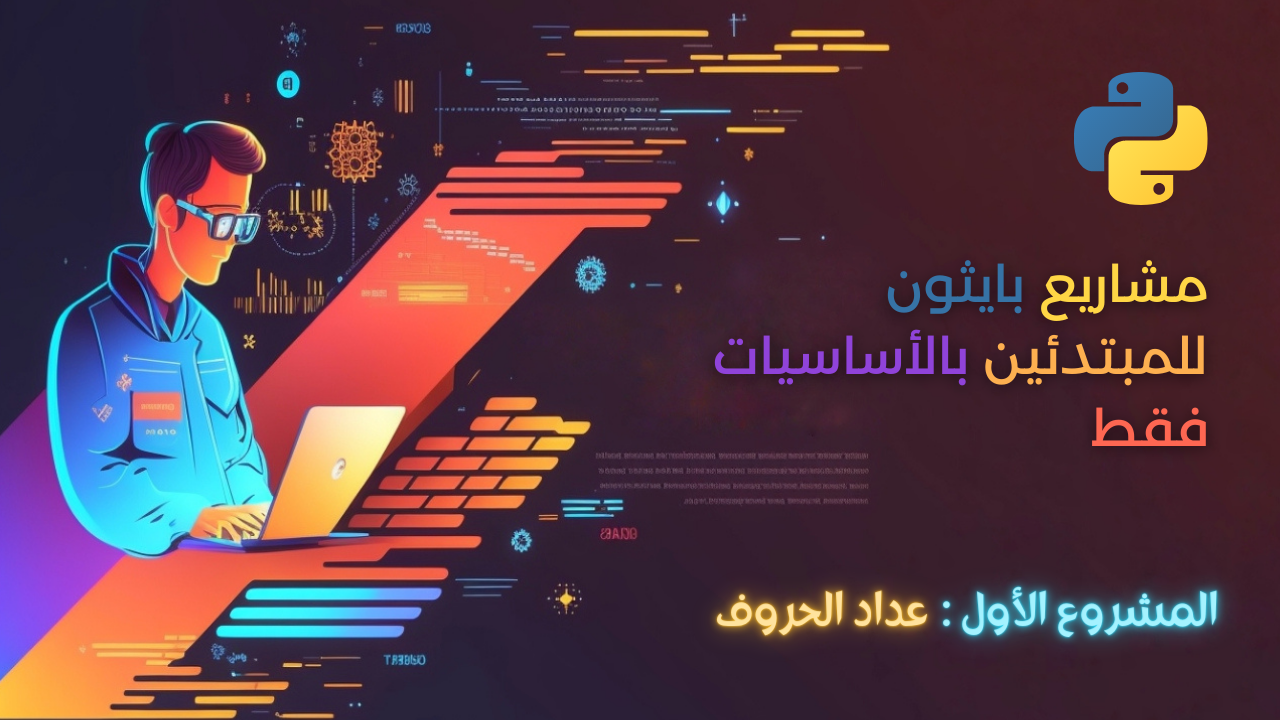 مشاريع بايثون
للمبتدئين بالأساسيات
فقط
المشروع الأول : عداد الحروف